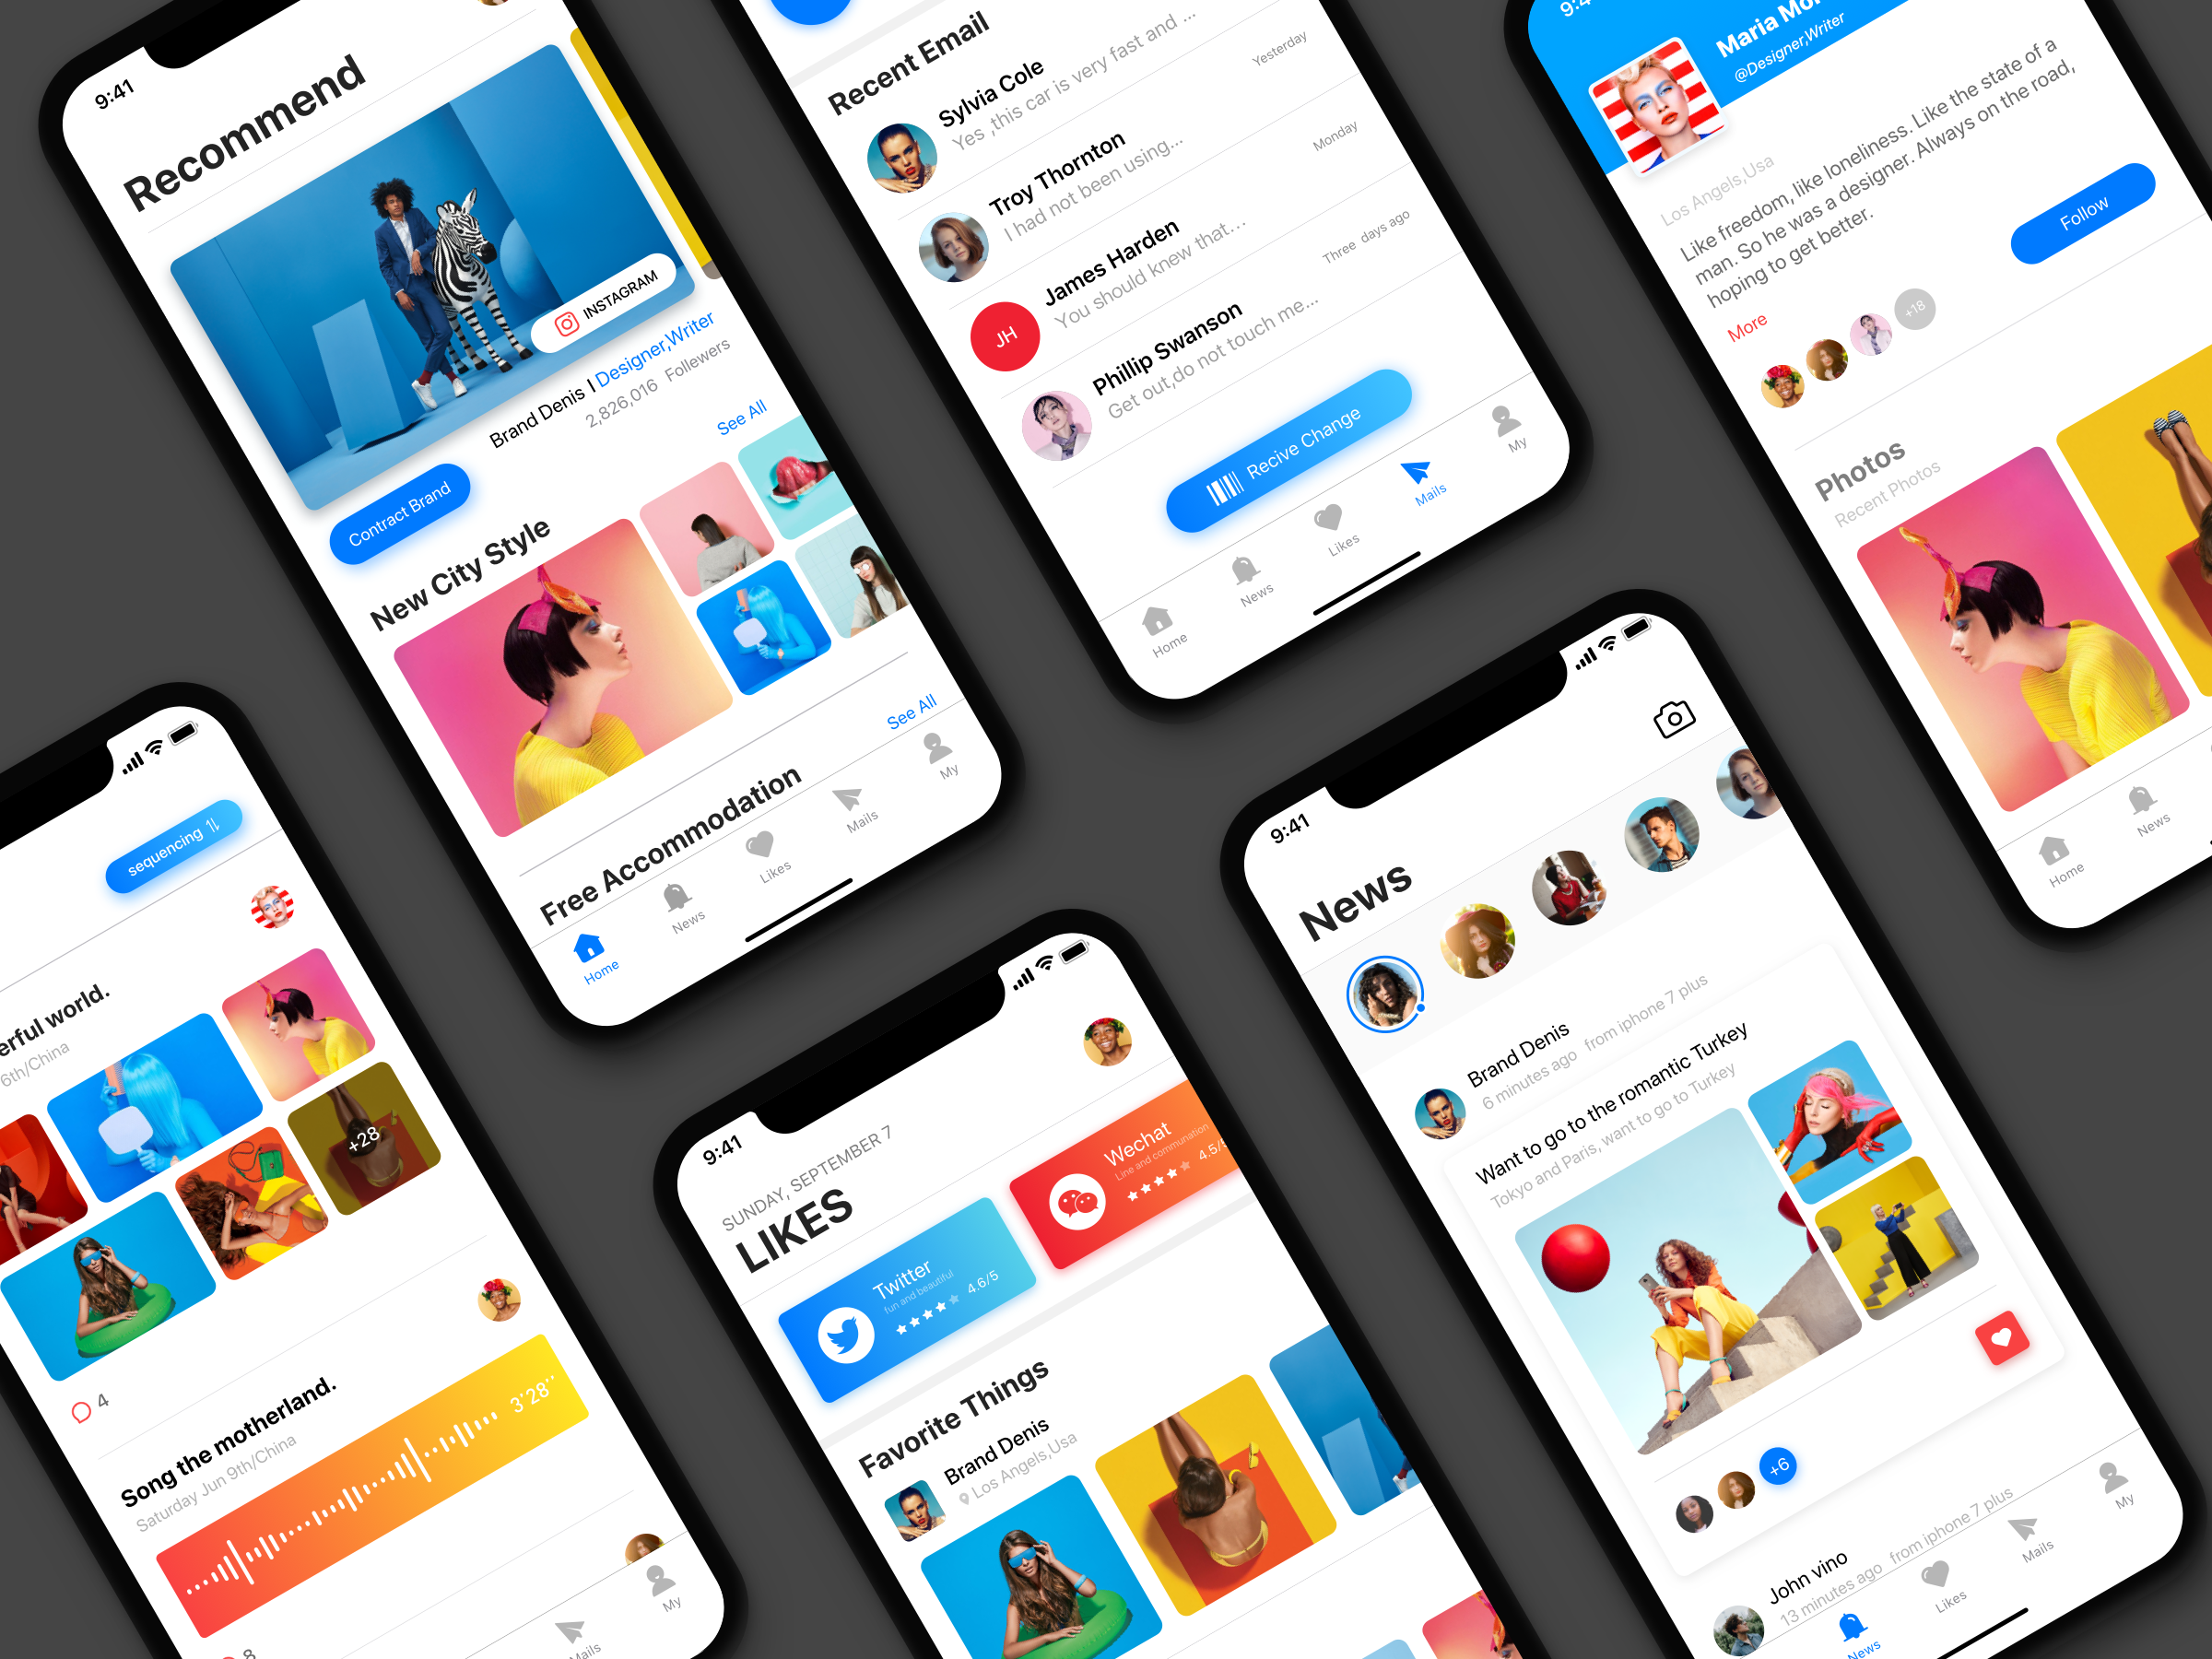 9:41
Recommend
INSTAGRAM
Brand Denis | Designer,Writer
2,826,016 Followers
Contract Brand
See All
New City Style
See All
Free Accommodation
Home
News
Likes
Mails
My
Recent Email
Sylvia Cole
Yes ,this car is very fast and ...
Yesterday
Troy Thornton
I had not been using...
Monday
JH
James Harden
You should knew that...
Three days ago
Phillip Swanson
Get out,do not touch me...
Recive Change
Home
News
Likes
Mails
My
@Designer,Writer
Maria
Los Angels,Usa
Like freedom, like loneliness. Like the state of a
man. So he was a designer. Always on the road,
hoping to get better.
More
Follow
+18
Photos
Recent Photos
Home
News
sequencing
world.
6th/China
+28
4
Song the motherland.
Saturday Jun 9th/China
3'28''
8
Mails
My
9:41
SUNDAY, SEPTEMBER 7
LIKES
Twitter
fun and beautiful
4,6/5
Wechat
Line and communation
4.5/5
Favorite Things
Brand Denis
Los Angels,Usa
9:41
News
Brand Denis
6 minutes ago from iphone 7 plus
Want to go to the romantic Turkey
Tokyo and Paris, want to go to Turkey
+6
John vino
13 minutes ago from iphone 7 plus
News
Likes
Mails
My